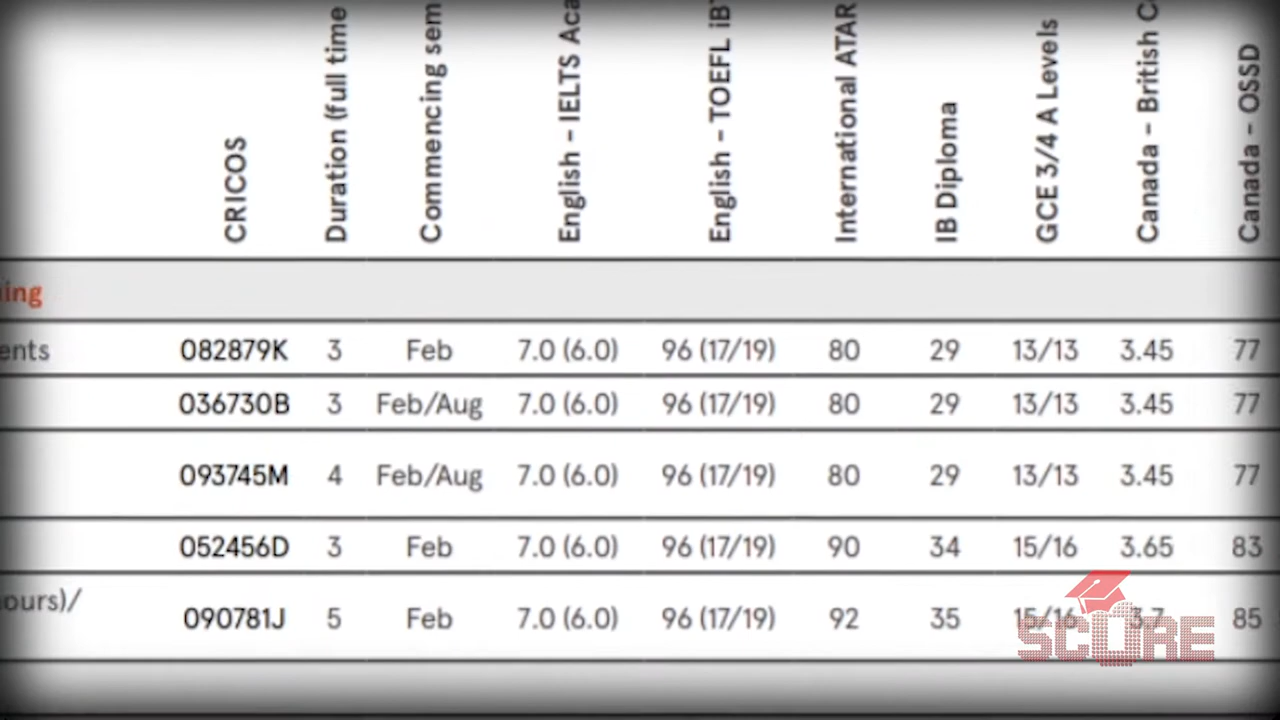 CRICOS
Duration (full time
Commencing sem
English – IELTS Aca
English – TOEFL iB
International ATAR
IB Diploma
GCE 3/4 A Levels
Canada – British C
Canada – OSSD
ing
ents 082879K 3 Feb 7.0 (6.0) 96 (17/19) 80 29 13/13 3.45 77
036730B 3 Feb/Aug 7.0 (6.0) 96 (17/19) 80 29 13/13 3.45 77
093745M 4 Feb/Aug 7.0 (6.0) 96 (17/19) 80 29 13/13 3.45 77
052456D 3 Feb 7.0 (6.0) 96 (17/19) 90 34 15/16 3.65 83
ours)/
090781J 5 Feb 7.0 (6.0) 96 (17/19) 92 35 15/16 3.7 85
SCORE